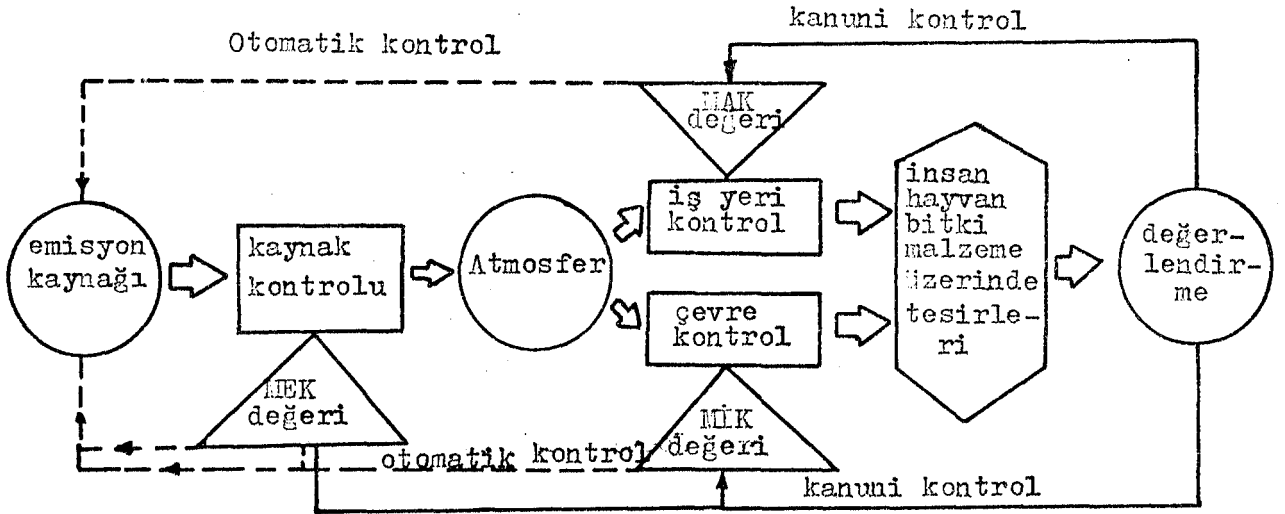 kanuni kontrol
Otomatik kontrol
MAK
değeri
emisyon
kaynağı
kaynak
kontrolu
Atmosfer
iş yeri
kontrol
çevre
kontrol
insan
hayvan
bitki
malzeme
üzerinde
tesirle-
ri
değer-
lendir-
me
MEK
değeri
MİK
değeri
otomatik kontrol
kanuni kontrol